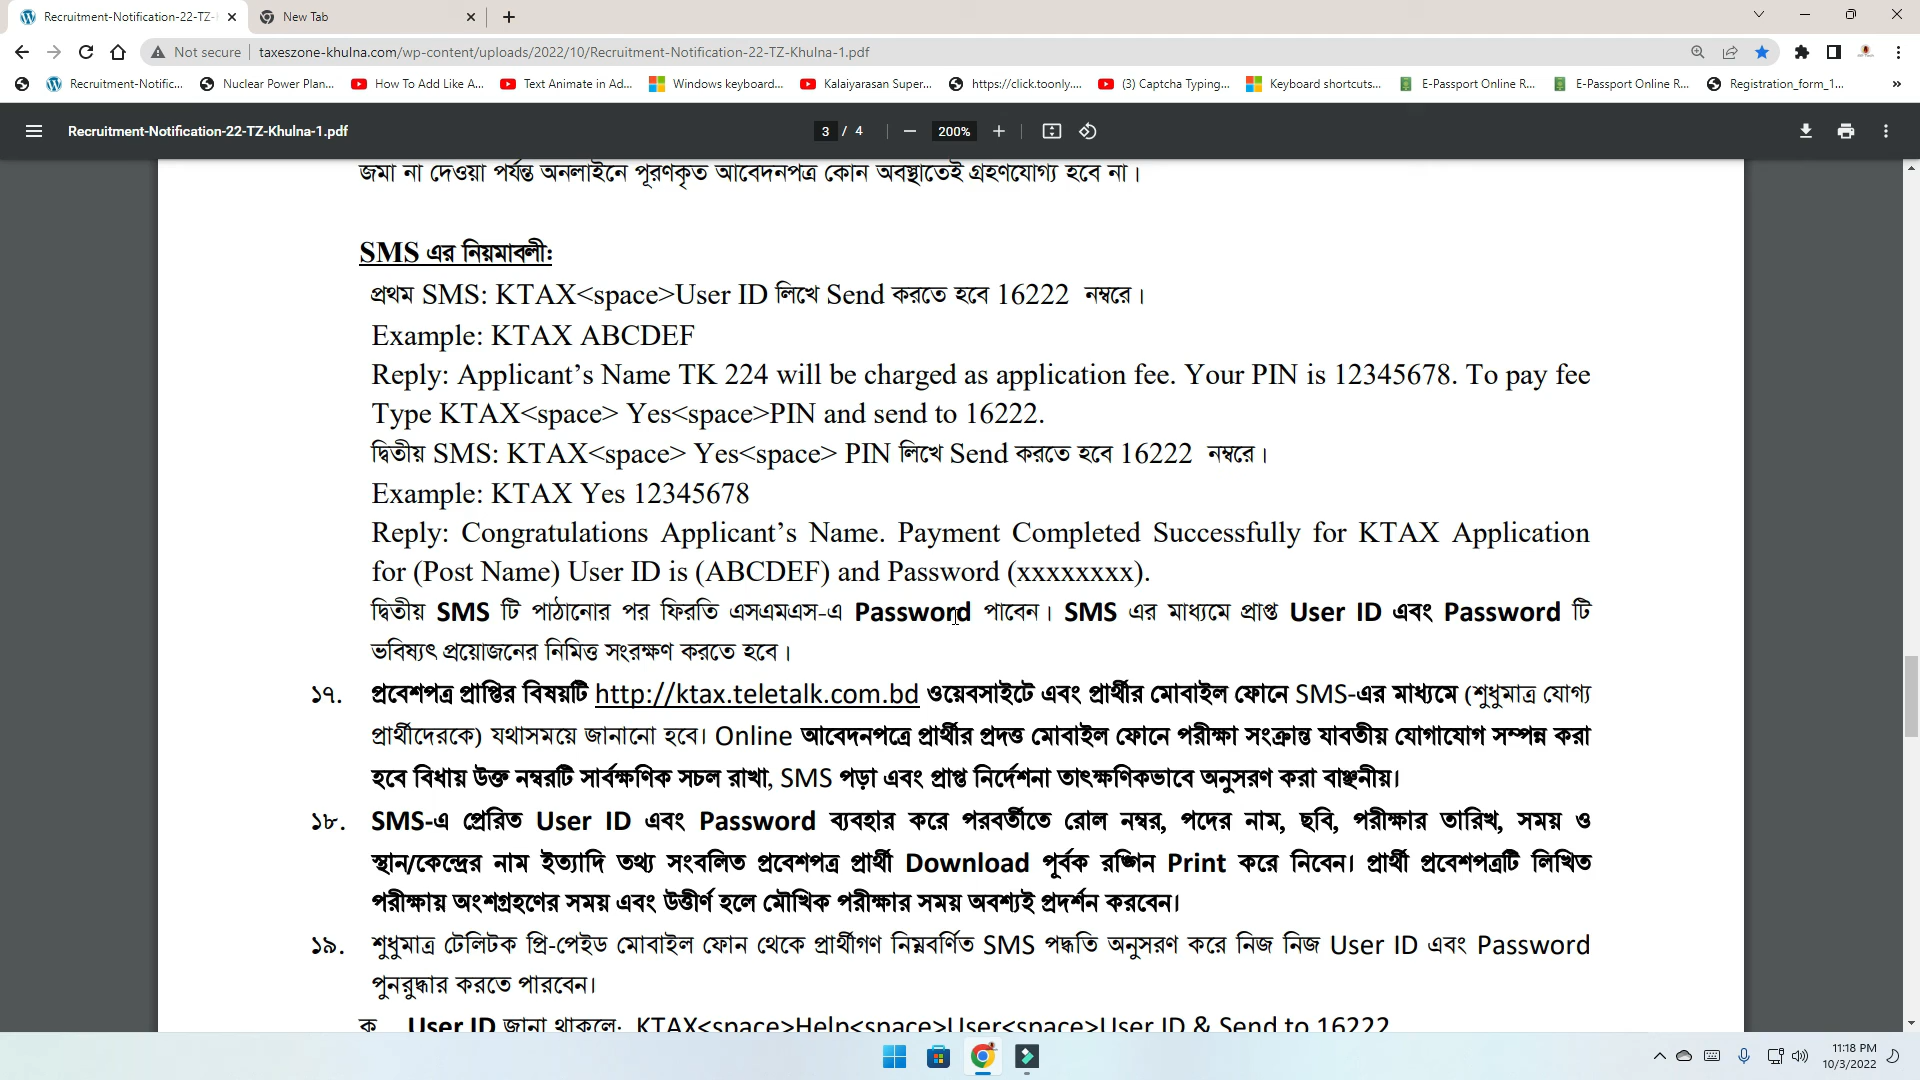 Recruitment-Notification-22-TZ-
New Tab
Not secure
taxeszone-khulna.com/wp-content/uploads/2022/10/Recruitment-Notification-22-TZ-Khulna-1.pdf
Recruitment-Notific...
Nuclear Power Plan...
How To Add Like A...
Text Animate in Ad...
Windows keyboard...
Kalaiyarasan Super...
https://click.toonly....
(3) Captcha Typing...
Keyboard shortcuts...
E-Passport Online R...
E-Passport Online R...
Registration_form_1...
»
Recruitment-Notification-22-TZ-Khulna-1.pdf
3 / 4
200%
জমা না দেওয়া পর্যন্ত অনলাইনে পূরণকৃত আবেদনপত্র কোন অবস্থাতেই গ্রহণযোগ্য হবে না।
SMS এর নিয়মাবলী:
প্রথম SMS: KTAX<space>User ID লিখে Send করতে হবে 16222 নম্বরে।
Example: KTAX ABCDEF
Reply: Applicant’s Name TK 224 will be charged as application fee. Your PIN is 12345678. To pay fee
Type KTAX<space> Yes<space>PIN and send to 16222.
দ্বিতীয় SMS: KTAX<space> Yes<space> PIN লিখে Send করতে হবে 16222 নম্বরে।
Example: KTAX Yes 12345678
Reply: Congratulations Applicant’s Name. Payment Completed Successfully for KTAX Application
for (Post Name) User ID is (ABCDEF) and Password (xxxxxxxx).
দ্বিতীয় SMS টি পাঠানোর পর ফিরতি এসএমএস-এ Password পাবেন। SMS এর মাধ্যমে প্রাপ্ত User ID এবং Password টি
ভবিষ্যৎ প্রয়োজনের নিমিত্ত সংরক্ষণ করতে হবে।
১৭. প্রবেশপত্র প্রাপ্তির বিষয়টি http://ktax.teletalk.com.bd ওয়েবসাইটে এবং প্রার্থীর মোবাইল ফোনে SMS-এর মাধ্যমে (শুধুমাত্র যোগ্য
প্রার্থীদেরকে) যথাসময়ে জানানো হবে। Online আবেদনপত্রে প্রার্থীর প্রদত্ত মোবাইল ফোনে পরীক্ষা সংক্রান্ত যাবতীয় যোগাযোগ সম্পন্ন করা
হবে বিধায় উক্ত নম্বরটি সার্বক্ষণিক সচল রাখা, SMS পড়া এবং প্রাপ্ত নির্দেশনা তাৎক্ষণিকভাবে অনুসরণ করা বাঞ্ছনীয়।
১৮. SMS-এ প্রেরিত User ID এবং Password ব্যবহার করে পরবর্তীতে রোল নম্বর, পদের নাম, ছবি, পরীক্ষার তারিখ, সময় ও
স্থান/কেন্দ্রের নাম ইত্যাদি তথ্য সংবলিত প্রবেশপত্র প্রার্থী Download পূর্বক রঙ্গিন Print করে নিবেন। প্রার্থী প্রবেশপত্রটি লিখিত
পরীক্ষায় অংশগ্রহণের সময় এবং উত্তীর্ণ হলে মৌখিক পরীক্ষার সময় অবশ্যই প্রদর্শন করবেন।
১৯. শুধুমাত্র টেলিটক প্রি-পেইড মোবাইল ফোন থেকে প্রার্থীগণ নিম্নবর্ণিত SMS পদ্ধতি অনুসরণ করে নিজ নিজ User ID এবং Password
পুনরুদ্ধার করতে পারবেন।
ক User ID জানা থাকলে: KTAX<space>Help<space>User<space>User ID & Send to 16222
11:18 PM
10/3/2022